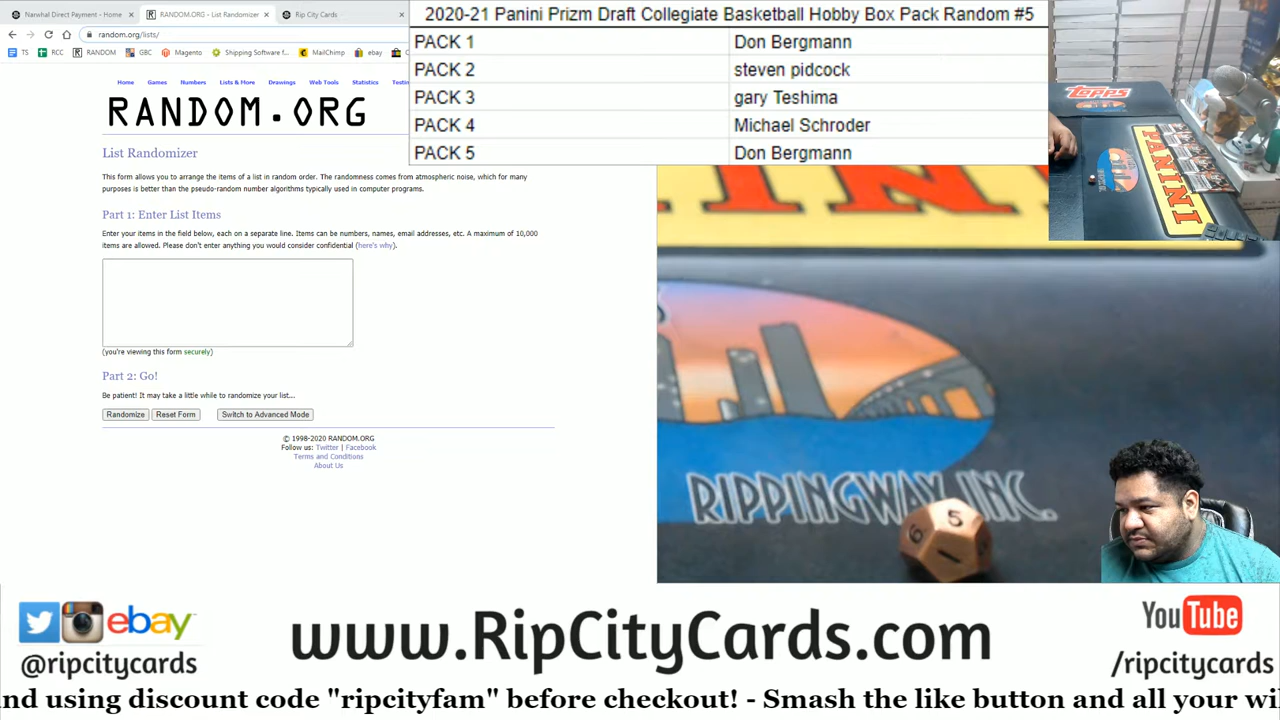 Narwhal Direct Payment - Home
RANDOM.ORG - List Randomizer
Rip City Cards
random.org/lists/
TS
RCC
RANDOM
GBC
Magento
Shipping Software f...
MailChimp
ebay
2020-21 Panini Prizm Draft Collegiate Basketball Hobby Box Pack Random #5
PACK 1 Don Bergmann
PACK 2 steven pidcock
PACK 3 gary Teshima
PACK 4 Michael Schroder
PACK 5 Don Bergmann
Home Games Numbers Lists & More Drawings Web Tools Statistics
RANDOM.ORG
List Randomizer
This form allows you to arrange the items of a list in random order. The randomness comes from atmospheric noise, which for many
purposes is better than the pseudo-random number algorithms typically used in computer programs.
Part 1: Enter List Items
Enter your items in the field below, each on a separate line. Items can be numbers, names, email addresses, etc. A maximum of 10,000
items are allowed. Please don't enter anything you would consider confidential (here's why).
(you're viewing this form securely)
Part 2: Go!
Be patient! It may take a little while to randomize your list...
Randomize Reset Form Switch to Advanced Mode
© 1998-2020 RANDOM.ORG
Follow us: Twitter | Facebook
Terms and Conditions
About Us
TOPPS
PANINI
RIPPINGWAY, INC.
5
6
ebay
@ripcitycards
www.RipCityCards.com
YouTube
/ripcitycards
nd using discount code "ripcityfam" before checkout! - Smash the like button and all your wi